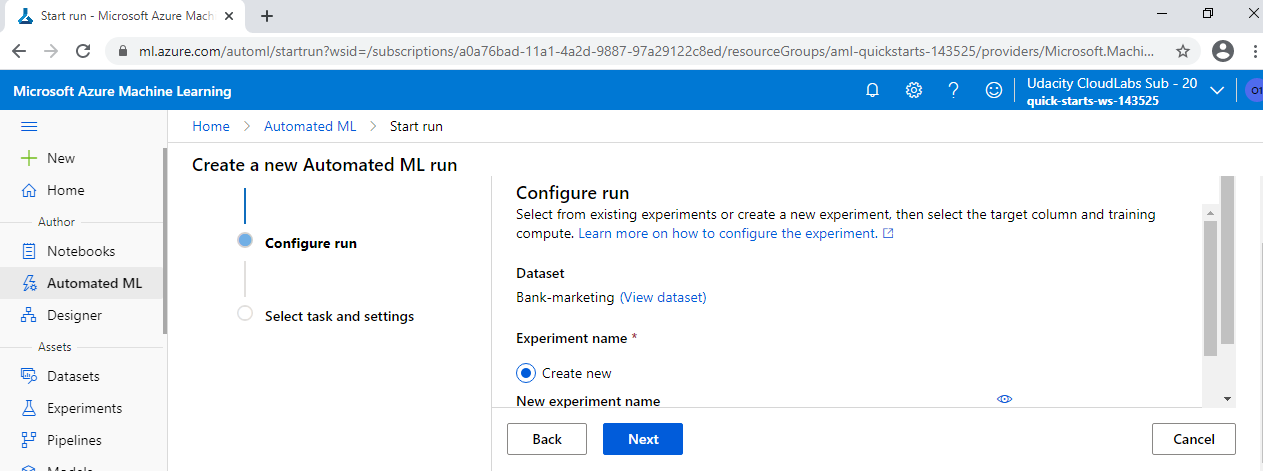 Start run - Microsoft Azure Mach
ml.azure.com/automl/startrun?wsid=/subscriptions/a0a76bad-11a1-4a2d-9887-97a29122c8ed/resourceGroups/aml-quickstarts-143525/providers/Microsoft.Machi...
Microsoft Azure Machine Learning
Udacity CloudLabs Sub - 20
quick-starts-ws-143525
O1
Home > Automated ML > Start run
New
Home
Author
Notebooks
Automated ML
Designer
Assets
Datasets
Experiments
Pipelines
Models
Create a new Automated ML run
Configure run
Select task and settings
Configure run
Select from existing experiments or create a new experiment, then select the target column and training
compute. Learn more on how to configure the experiment.
Dataset
Bank-marketing (View dataset)
Experiment name *
Create new
New experiment name
Back
Next
Cancel